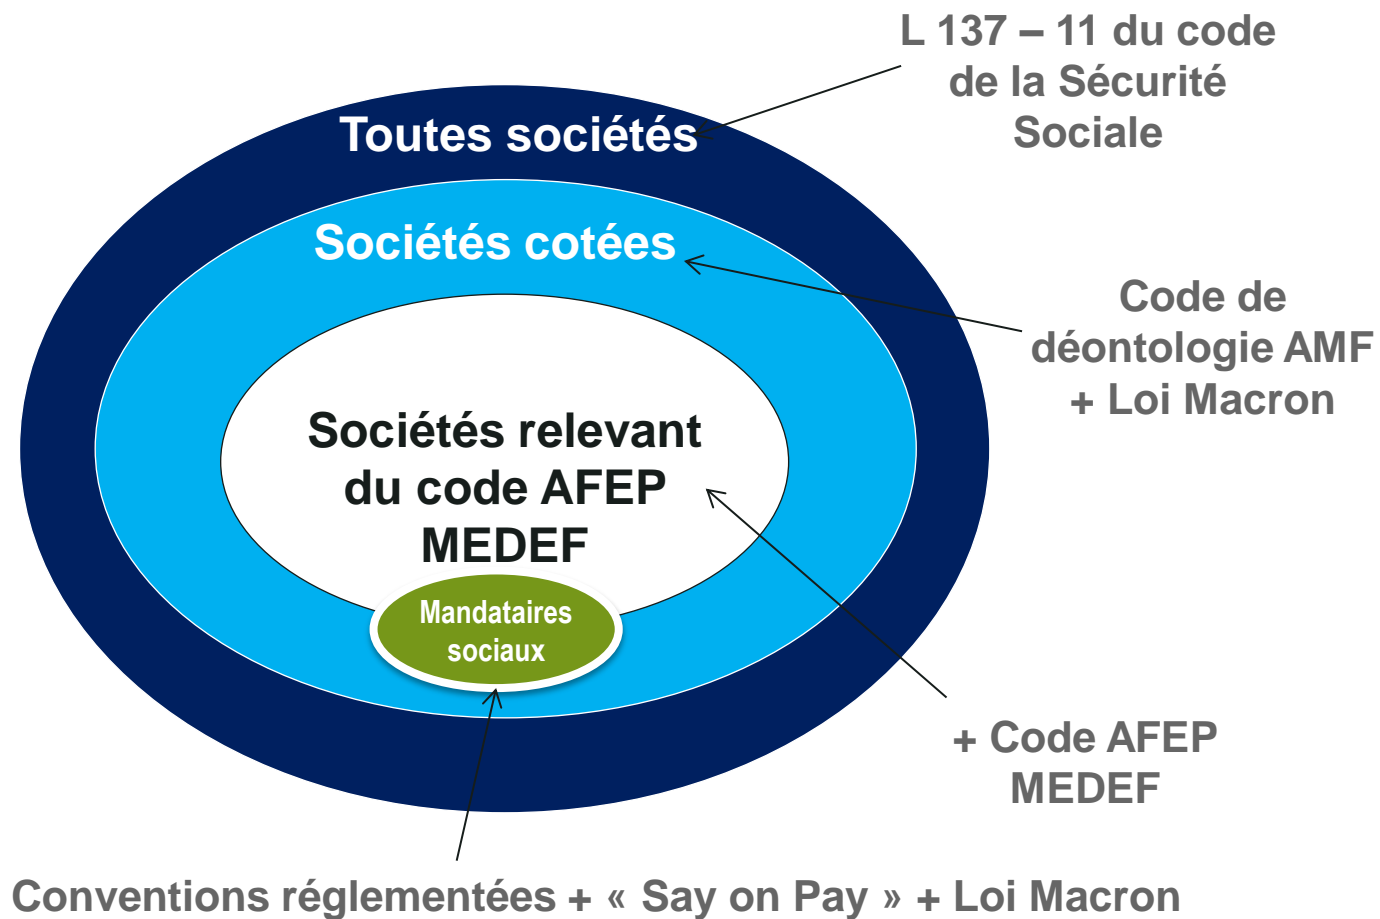 L 137 – 11 du code
de la Sécurité
Sociale
Toutes sociétés
Sociétés cotées
Code de
déontologie AMF
+ Loi Macron
Sociétés relevant
du code AFEP
MEDEF
Mandataires
sociaux
+ Code AFEP
MEDEF
Conventions réglementées + « Say on Pay » + Loi Macron